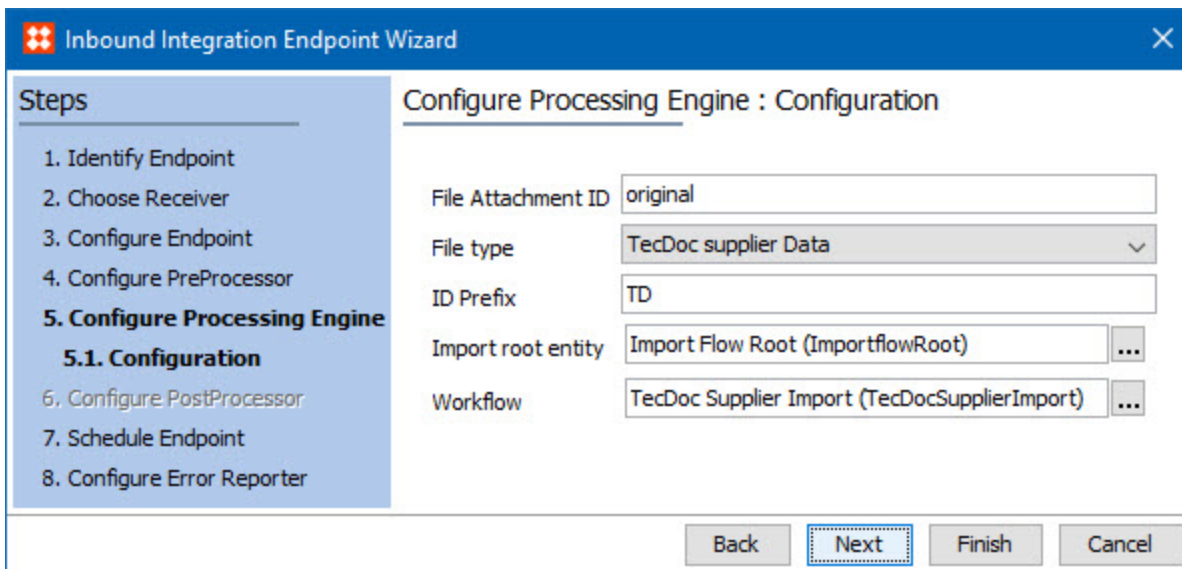 Inbound Integration Endpoint Wizard
Steps
1. Identify Endpoint
2. Choose Receiver
3. Configure Endpoint
4. Configure PreProcessor
5. Configure Processing Engine
5.1. Configuration
6. Configure PostProcessor
7. Schedule Endpoint
8. Configure Error Reporter
Configure Processing Engine : Configuration
File Attachment ID original
File type TecDoc supplier Data
ID Prefix TD
Import root entity Import Flow Root (ImportflowRoot) ...
Workflow TecDoc Supplier Import (TecDocSupplierImport) ...
Back Next Finish Cancel